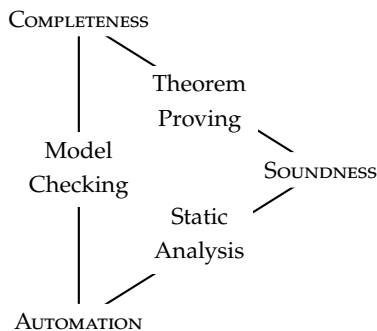 COMPLETENESS
Theorem
Proving
Model
Checking
SOUNDNESS
Static
Analysis
AUTOMATION